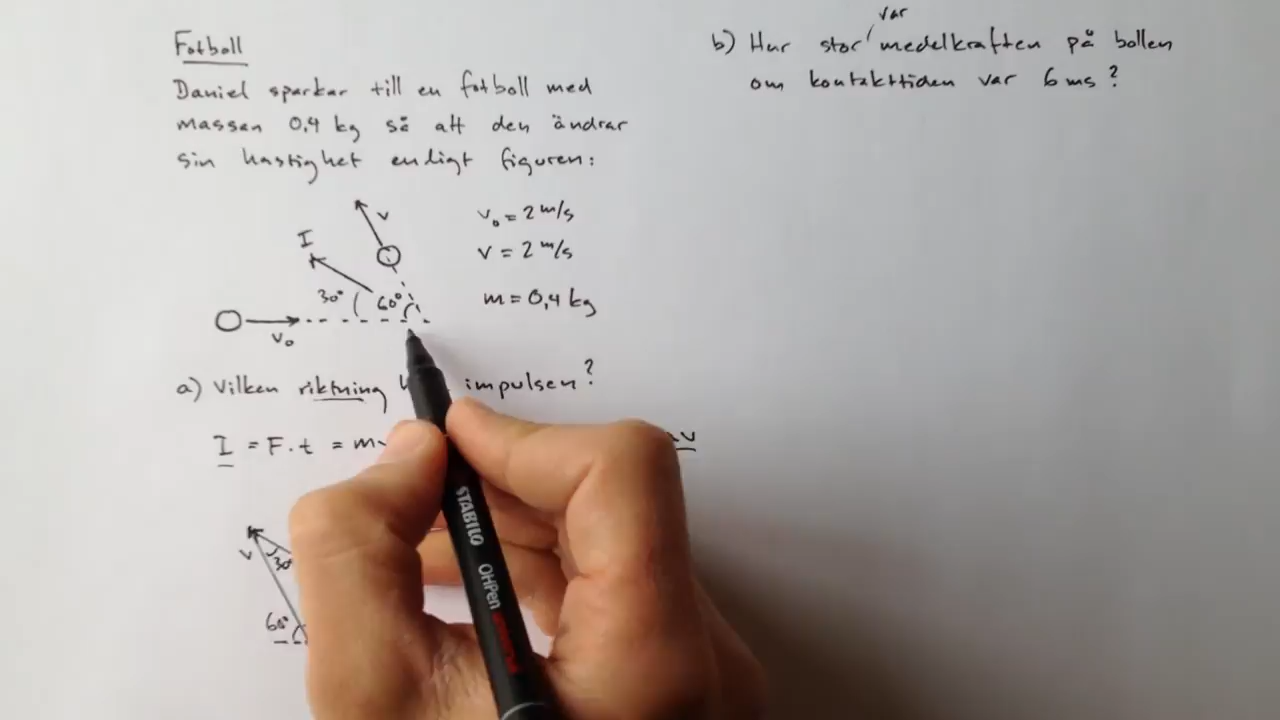 Fotboll
Daniel sparkar till en fotboll med
massan 0,4 kg så att den ändrar
sin hastighet enligt figuren:
v
I
30°
60°
v₀
v₀ = 2 m/s
v = 2 m/s
m = 0,4 kg
a) Vilken riktning impulsen?
I = F·t = m
v
30°
60°
b) Hur stor var medelkraften på bollen
om kontakttiden var 6 ms?
STABILO
OHPen